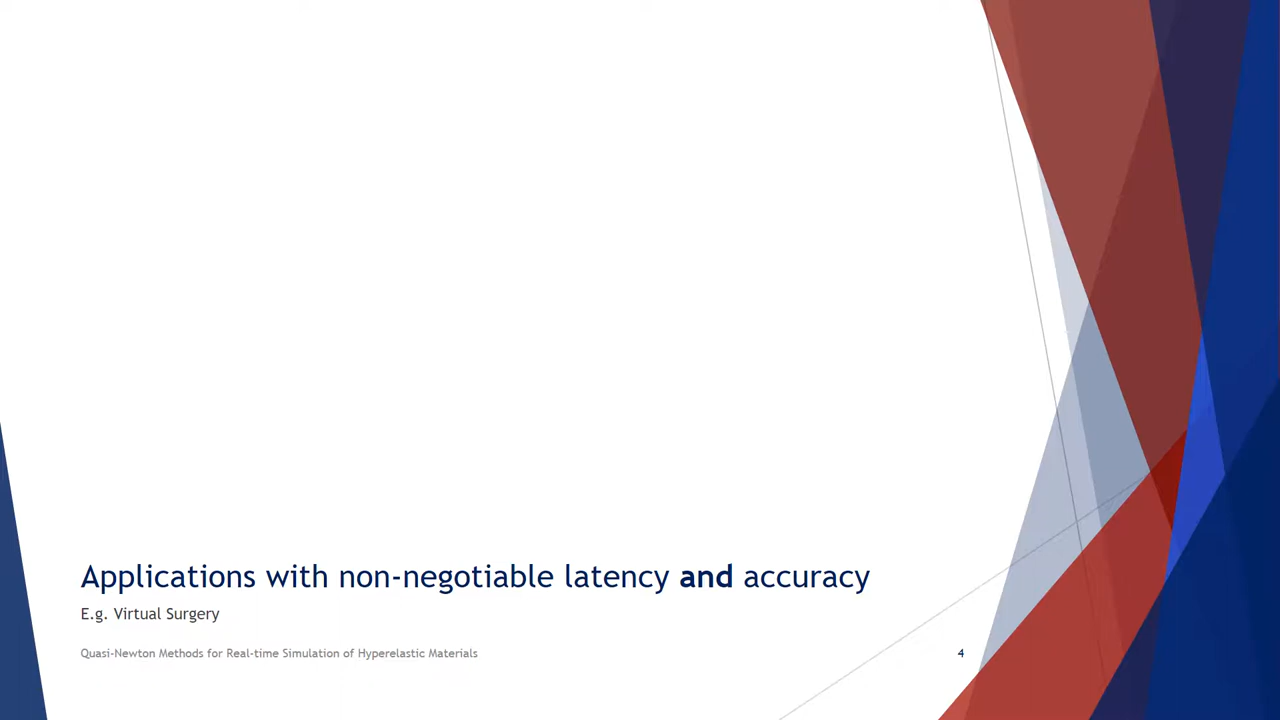 Applications with non-negotiable latency and accuracy
E.g. Virtual Surgery
Quasi-Newton Methods for Real-time Simulation of Hyperelastic Materials
4